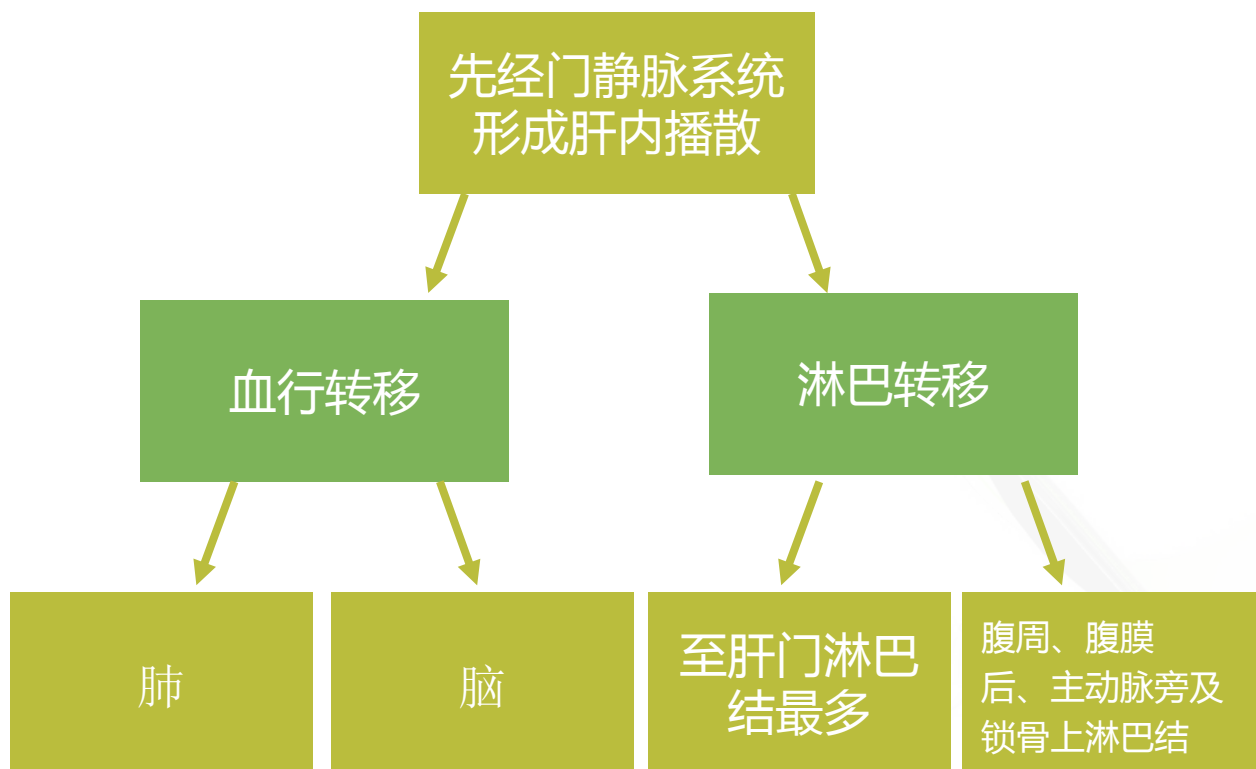 先经门静脉系统
形成肝内播散
血行转移
淋巴转移
肺
脑
至肝门淋巴
结最多
腹周、腹膜
后、主动脉旁及
锁骨上淋巴结